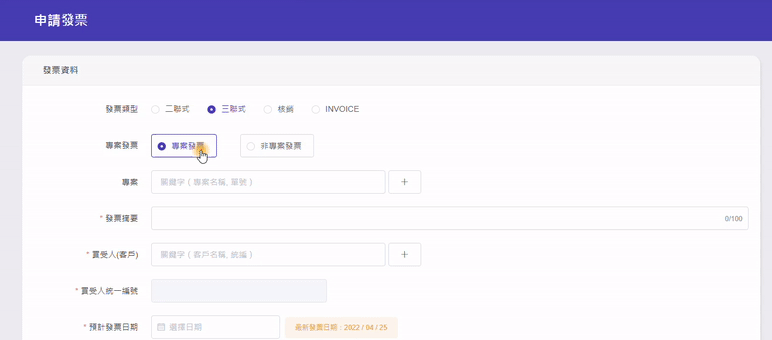 申請發票
發票資料
發票類型 二聯式 三聯式 核銷 INVOICE
專案發票 專案發票 非專案發票
專案 關鍵字 ( 專案名稱, 單號 ) +
* 發票摘要 0/100
* 買受人(客戶) 關鍵字 ( 客戶名稱, 統編 ) +
* 買受人統一編號
* 預計發票日期 選擇日期 最新發票日期：2022 / 04 / 25